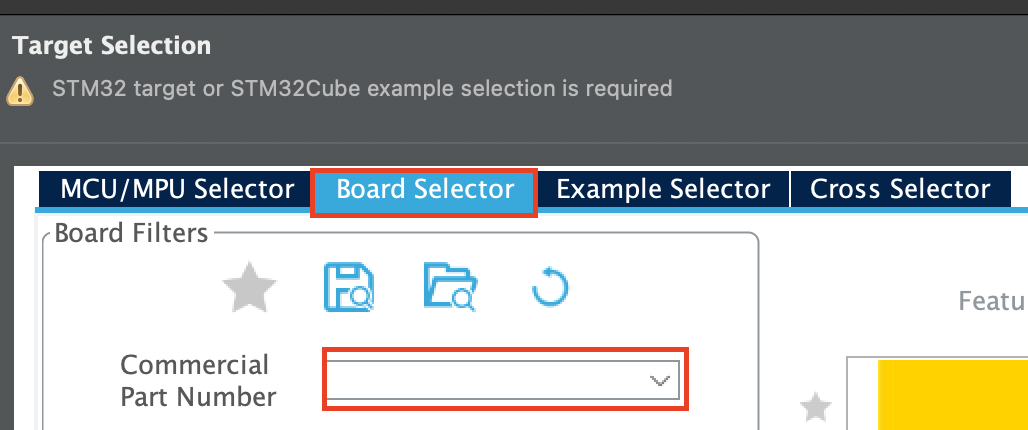 Target Selection
STM32 target or STM32Cube example selection is required
MCU/MPU Selector
Board Selector
Example Selector
Cross Selector
Board Filters
Featu
Commercial
Part Number